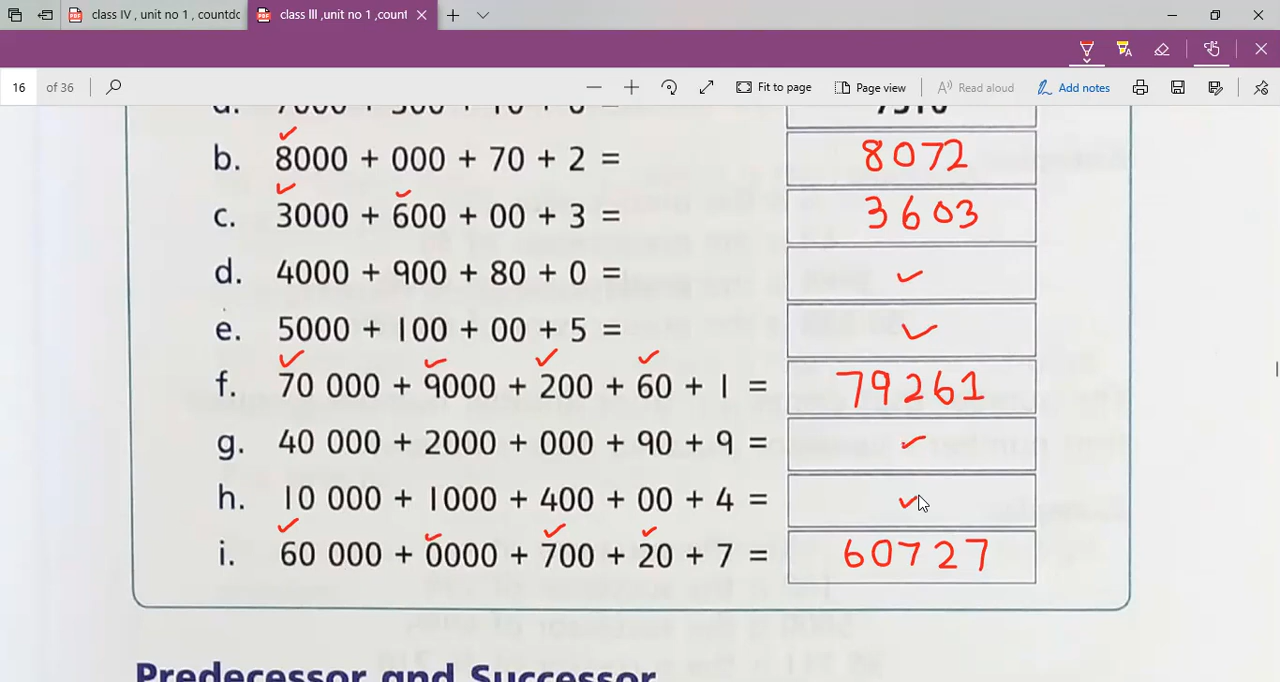 class IV , unit no 1 , countdo
class III ,unit no 1 ,count
16 of 36
Fit to page
Page view
Read aloud
Add notes
b. 8000 + 000 + 70 + 2 = 8072
c. 3000 + 600 + 00 + 3 = 3603
d. 4000 + 900 + 80 + 0 =
e. 5000 + 100 + 00 + 5 =
f. 70 000 + 9000 + 200 + 60 + 1 = 79261
g. 40 000 + 2000 + 000 + 90 + 9 =
h. 10 000 + 1000 + 400 + 00 + 4 =
i. 60 000 + 0000 + 700 + 20 + 7 = 60727
Predecessor and Successor